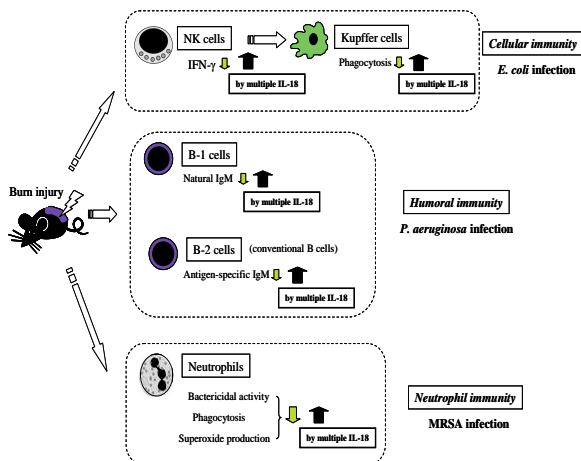 NK cells
Kupffer cells
IFN-γ
Phagocytosis
by multiple IL-18
by multiple IL-18
Cellular immunity
E. coli infection
Burn injury
B-1 cells
Natural IgM
by multiple IL-18
B-2 cells (conventional B cells)
Antigen-specific IgM
by multiple IL-18
Humoral immunity
P. aeruginosa infection
Neutrophils
Bactericidal activity
Phagocytosis
Superoxide production
by multiple IL-18
Neutrophil immunity
MRSA infection